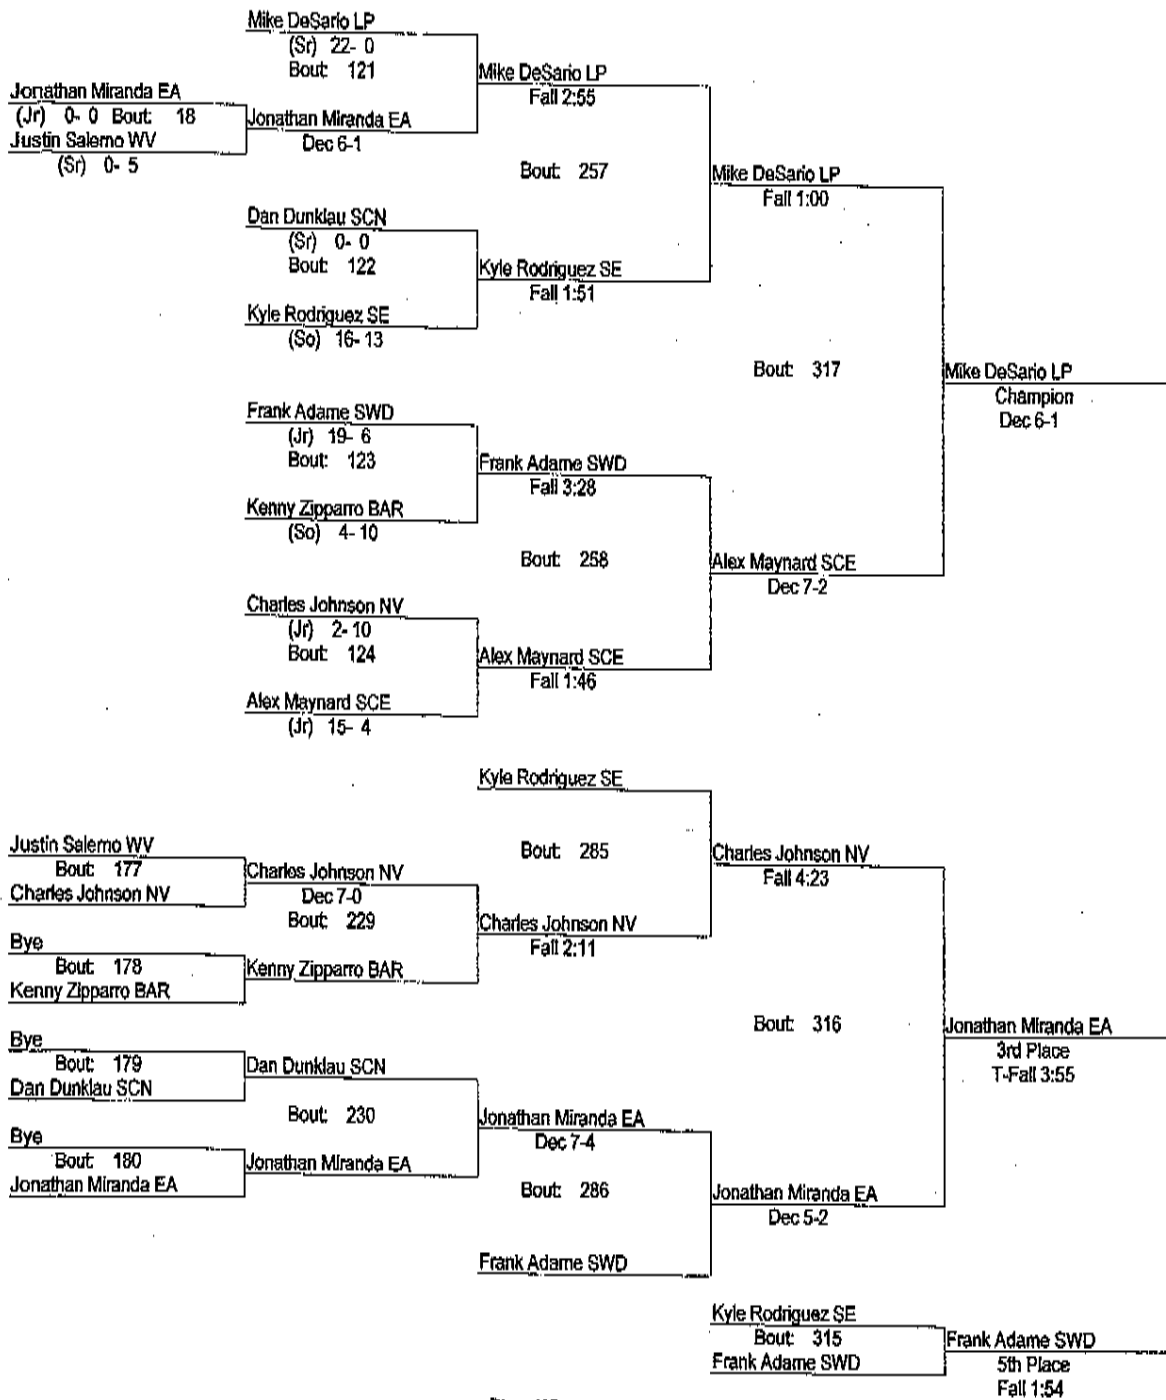 Mike DeSario LP
(Sr) 22- 0
Bout: 121
Mike DeSario LP
Fall 2:55
Jonathan Miranda EA
(Jr) 0- 0 Bout: 18
Jonathan Miranda EA
Dec 6-1
Justin Salerno WV
(Sr) 0- 5
Bout: 257
Mike DeSario LP
Fall 1:00
Dan Dunklau SCN
(Sr) 0- 0
Bout: 122
Kyle Rodriguez SE
Fall 1:51
Kyle Rodriguez SE
(So) 16- 13
Bout: 317
Mike DeSario LP
Champion
Dec 6-1
Frank Adame SWD
(Jr) 19- 6
Bout: 123
Frank Adame SWD
Fall 3:28
Kenny Zipparro BAR
(So) 4- 10
Bout: 258
Alex Maynard SCE
Dec 7-2
Charles Johnson NV
(Jr) 2- 10
Bout: 124
Alex Maynard SCE
Fall 1:46
Alex Maynard SCE
(Jr) 15- 4
Kyle Rodriguez SE
Justin Salerno WV
Bout: 177
Charles Johnson NV
Charles Johnson NV
Dec 7-0
Bout: 229
Bout: 285
Charles Johnson NV
Fall 4:23
Charles Johnson NV
Fall 2:11
Bye
Bout: 178
Kenny Zipparro BAR
Kenny Zipparro BAR
Bout: 316
Jonathan Miranda EA
3rd Place
T-Fall 3:55
Bye
Bout: 179
Dan Dunklau SCN
Dan Dunklau SCN
Bout: 230
Jonathan Miranda EA
Dec 7-4
Bye
Bout: 180
Jonathan Miranda EA
Jonathan Miranda EA
Bout: 286
Jonathan Miranda EA
Dec 5-2
Frank Adame SWD
Kyle Rodriguez SE
Bout: 315
Frank Adame SWD
Frank Adame SWD
5th Place
Fall 1:54